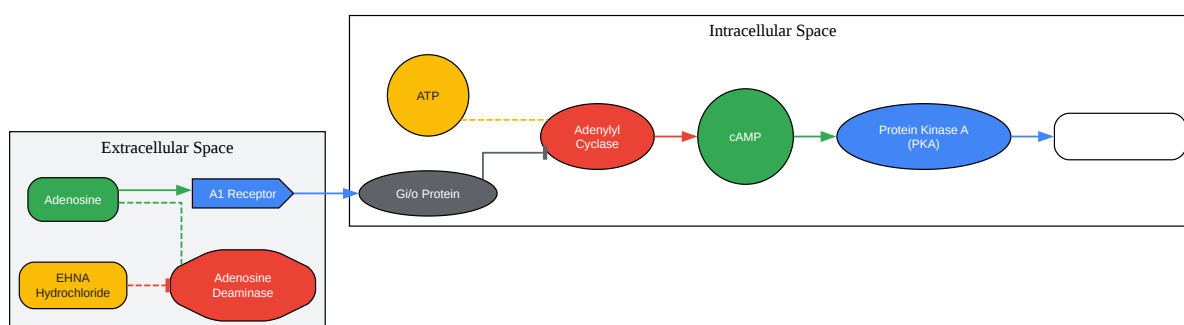 Intracellular Space
ATP
Adenylyl
Cyclase
cAMP
Protein Kinase A
(PKA)
Extracellular Space
Adenosine
A1 Receptor
Gi/o Protein
EHNA
Hydrochloride
Adenosine
Deaminase